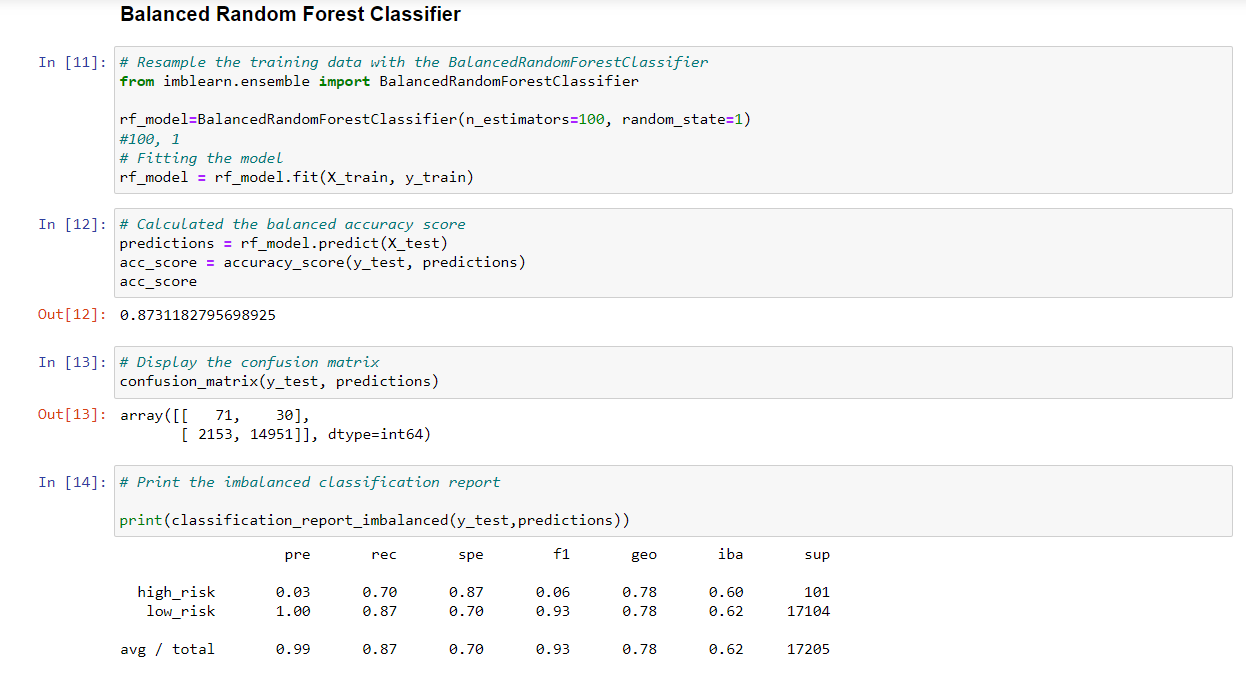 Balanced Random Forest Classifier
In [11]: # Resample the training data with the BalancedRandomForestClassifier
from imblearn.ensemble import BalancedRandomForestClassifier
rf_model=BalancedRandomForestClassifier(n_estimators=100, random_state=1)
#100, 1
# Fitting the model
rf_model = rf_model.fit(X_train, y_train)
In [12]: # Calculated the balanced accuracy score
predictions = rf_model.predict(X_test)
acc_score = accuracy_score(y_test, predictions)
acc_score
Out[12]: 0.8731182795698925
In [13]: # Display the confusion matrix
confusion_matrix(y_test, predictions)
Out[13]: array([[   71,    30],
       [ 2153, 14951]], dtype=int64)
In [14]: # Print the imbalanced classification report
print(classification_report_imbalanced(y_test,predictions))
pre rec spe f1 geo iba sup
high_risk 0.03 0.70 0.87 0.06 0.78 0.60 101
low_risk 1.00 0.87 0.70 0.93 0.78 0.62 17104
avg / total 0.99 0.87 0.70 0.93 0.78 0.62 17205